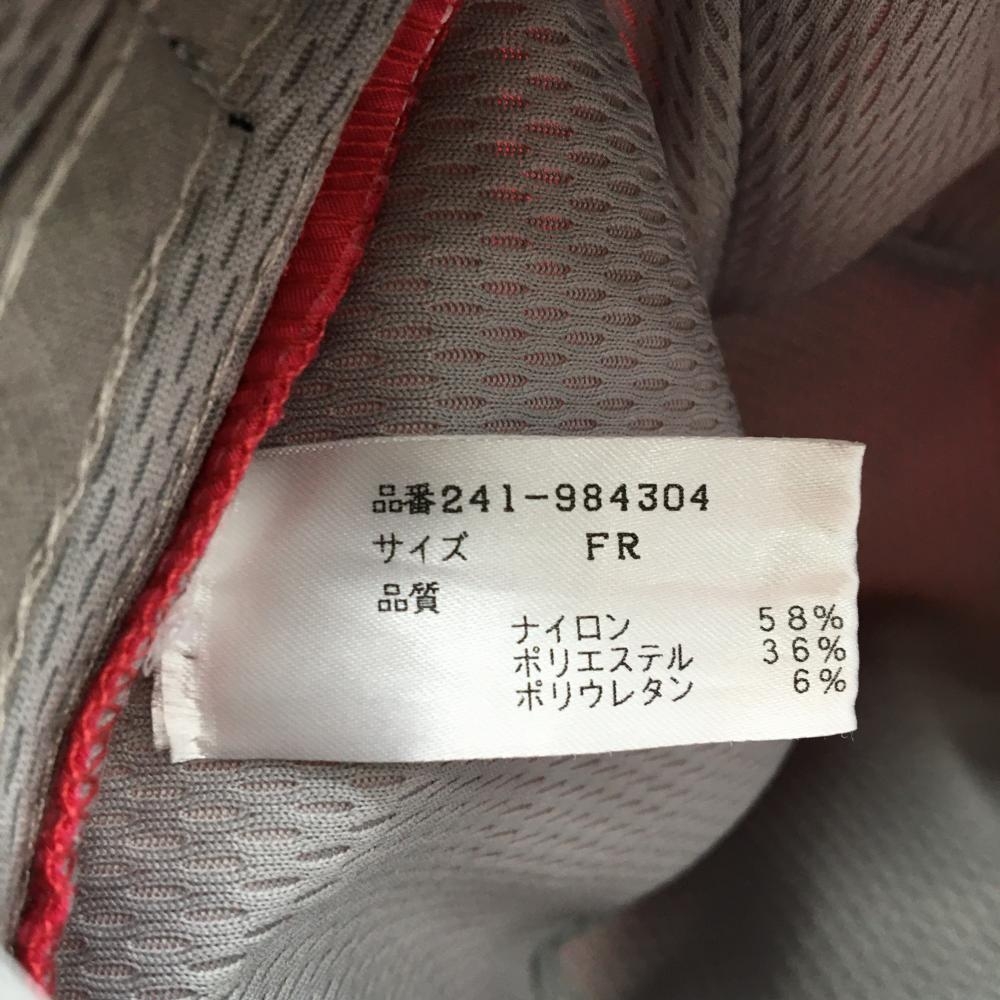 品番241-984304
サイズ FR
品質
ナイロン 58%
ポリエステル 36%
ポリウレタン 6%